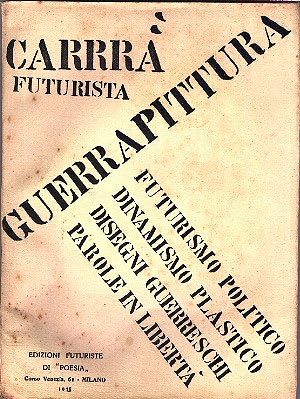 CARRRÀ
FUTURISTA
GUERRAPITTURA
FUTURISMO POLITICO
DINAMISMO PLASTICO
DISEGNI GUERRESCHI
PAROLE IN LIBERTÀ
EDIZIONI FUTURISTE
DI "POESIA"
Corso Venezia, 61 - MILANO
1915